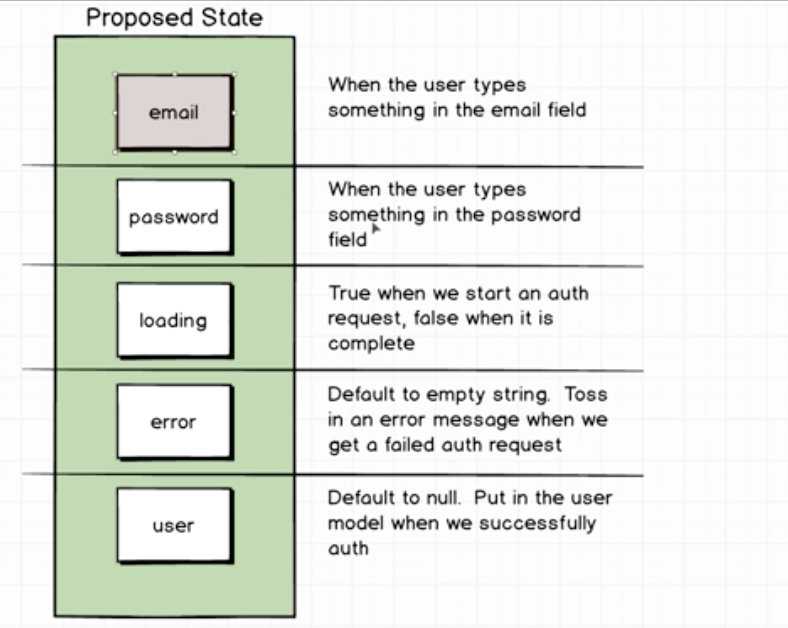 Proposed State
email
When the user types
something in the email field
password
When the user types
something in the password
field
loading
True when we start an auth
request, false when it is
complete
error
Default to empty string.  Toss
in an error message when we
get a failed auth request
user
Default to null.  Put in the user
model when we successfully
auth